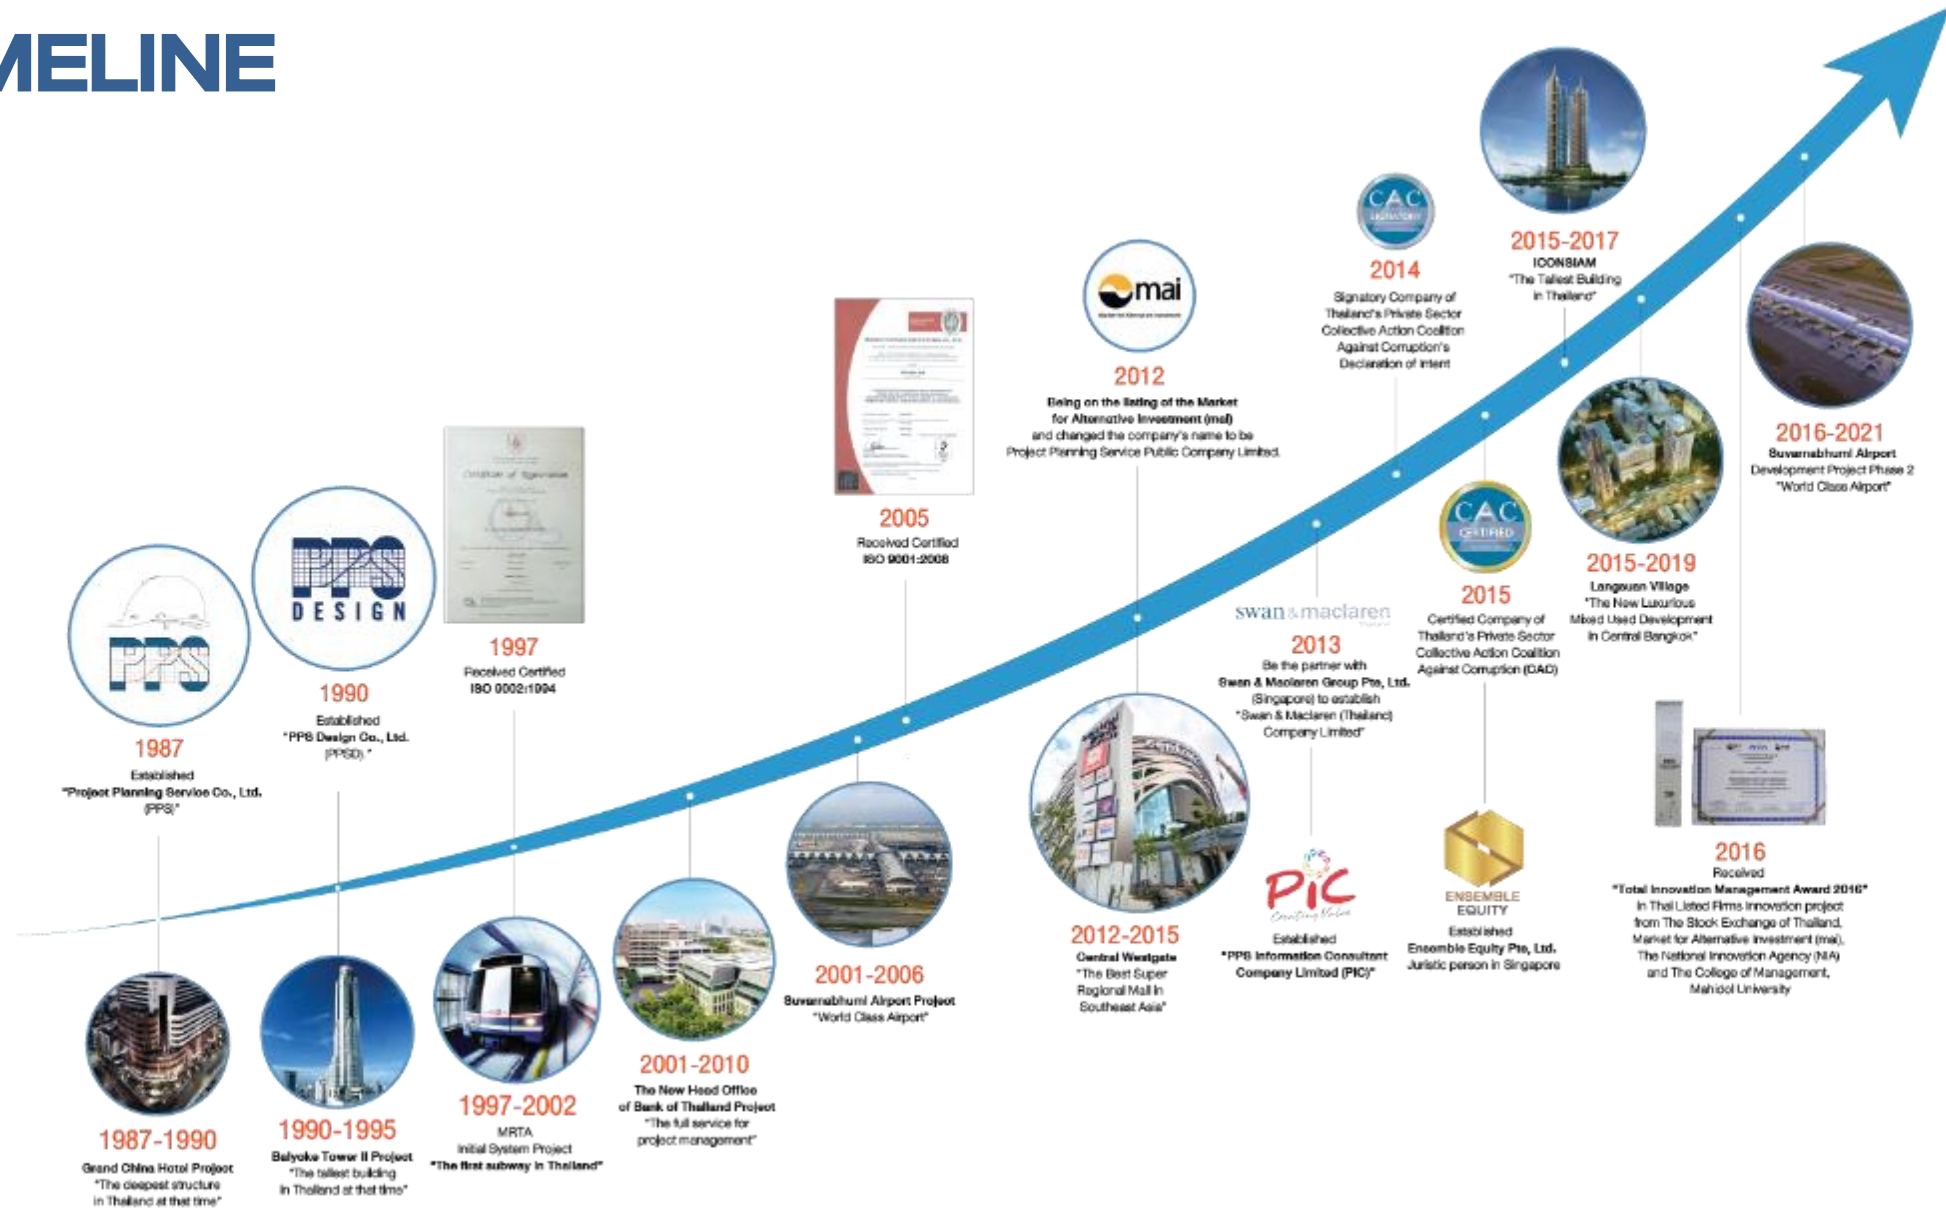 MELINE
PPS
1987
Established
"Project Planning Service Co., Ltd.
(PPS)"
1987-1990
Grand China Hotel Project
"The deepest structure
in Thailand at that time"
PPS
DESIGN
1990
Established
"PPS Design Co., Ltd.
(PPSD)."
1990-1995
Baiyoke Tower II Project
"The tallest building
in Thailand at that time"
1997
Received Certified
ISO 9002:1994
1997-2002
MRTA
Initial System Project
"The first subway in Thailand"
2001-2010
The New Head Office
of Bank of Thailand Project
"The full service for
project management"
2001-2006
Suvarnabhumi Airport Project
"World Class Airport"
2005
Received Certified
ISO 9001:2008
mai
2012
Being on the listing of the Market
for Alternative Investment (mai)
and changed the company's name to be
Project Planning Service Public Company Limited.
2012-2015
Central Westgate
"The Best Super
Regional Mall in
Southeast Asia"
swan & maclaren
2013
Be the partner with
Swan & Maclaren Group Pte, Ltd.
(Singapore) to establish
"Swan & Maclaren (Thailand)
Company Limited"
PiC
Creating Value
Established
"PPS Information Consultant
Company Limited (PIC)"
CAC
2014
Signatory Company of
Thailand's Private Sector
Collective Action Coalition
Against Corruption's
Declaration of Intent
CAC
CERTIFIED
2015
Certified Company of
Thailand's Private Sector
Collective Action Coalition
Against Corruption (CAC)
ENSEMBLE
EQUITY
Established
Ensemble Equity Pte, Ltd.
Juristic person in Singapore
2015-2017
ICONSIAM
"The Tallest Building
in Thailand"
2015-2019
Langsuan Village
"The New Luxurious
Mixed Used Development
in Central Bangkok"
2016
Received
"Total Innovation Management Award 2016"
in Thai Listed Firms Innovation project
from The Stock Exchange of Thailand,
Market for Alternative Investment (mai),
The National Innovation Agency (NIA)
and The College of Management,
Mahidol University
2016-2021
Suvarnabhumi Airport
Development Project Phase 2
"World Class Airport"